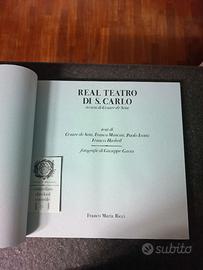 REAL TEATRO
DI S. CARLO
a cura di Cesare de Seta
testi di
Cesare de Seta, Franco Mancini, Paolo Isotta
Francis Haskell
fotografie di Giuseppe Gaeta
Franco Maria Ricci
subito